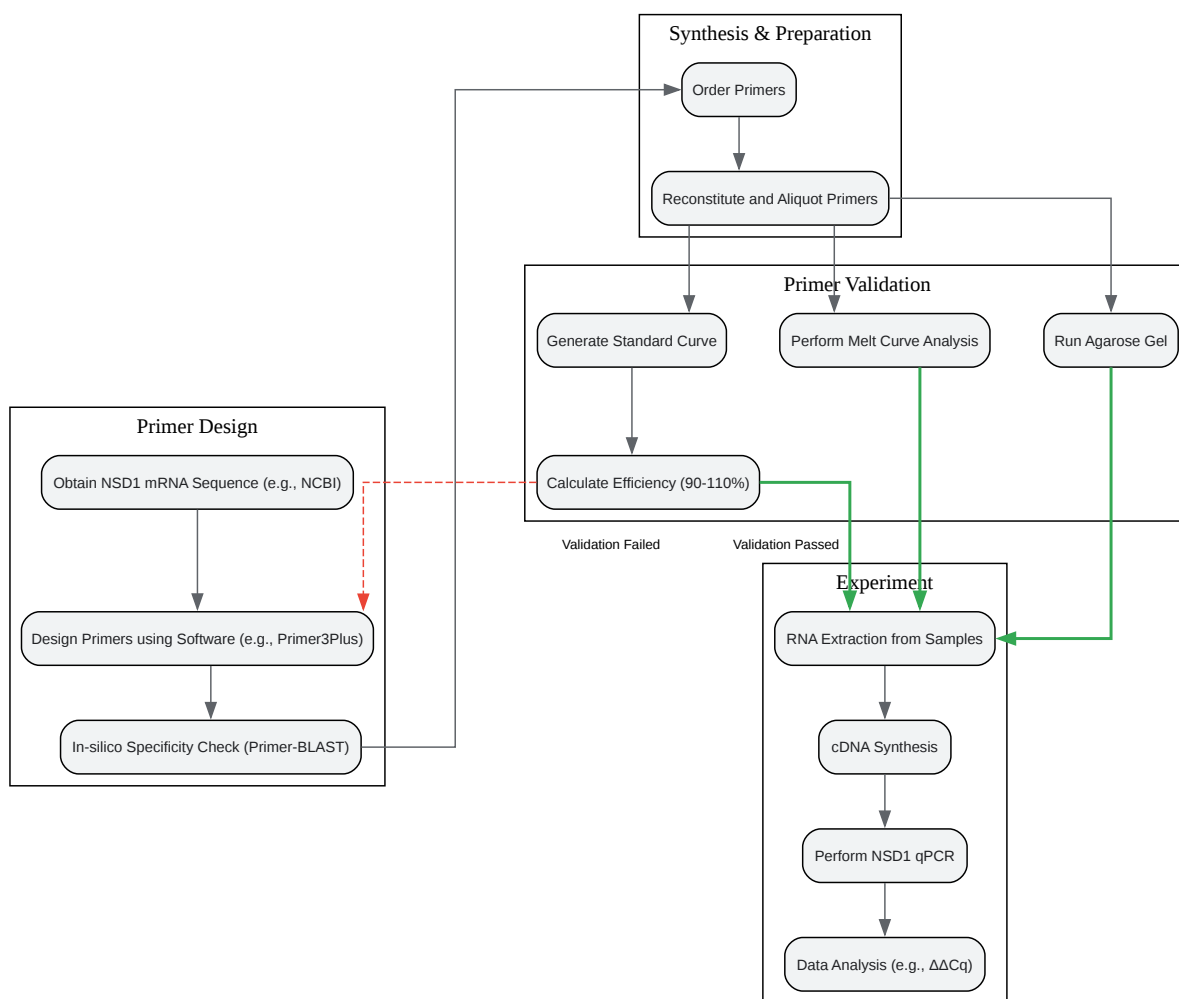 Synthesis & Preparation
Order Primers
Reconstitute and Aliquot Primers
Primer Validation
Generate Standard Curve
Perform Melt Curve Analysis
Run Agarose Gel
Calculate Efficiency (90-110%)
Primer Design
Obtain NSD1 mRNA Sequence (e.g., NCBI)
Design Primers using Software (e.g., Primer3Plus)
In-silico Specificity Check (Primer-BLAST)
Validation Failed
Validation Passed
Experiment
RNA Extraction from Samples
cDNA Synthesis
Perform NSD1 qPCR
Data Analysis (e.g., ΔΔCq)